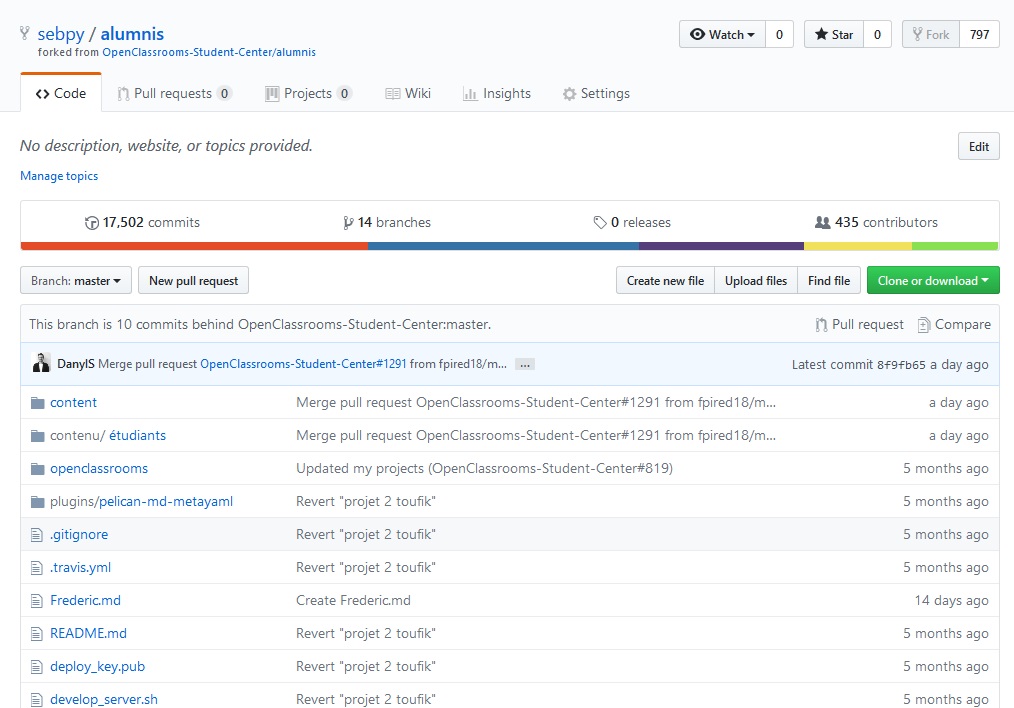 sebpy / alumnis
forked from OpenClassrooms-Student-Center/alumnis
Watch 0 Star 0 Fork 797
Code Pull requests 0 Projects 0 Wiki Insights Settings
No description, website, or topics provided. Edit
Manage topics
17,502 commits 14 branches 0 releases 435 contributors
Branch: master New pull request Create new file Upload files Find file Clone or download
This branch is 10 commits behind OpenClassrooms-Student-Center:master. Pull request Compare
DanyIS Merge pull request OpenClassrooms-Student-Center#1291 from fpired18/m... ... Latest commit 8f9fb65 a day ago
content Merge pull request OpenClassrooms-Student-Center#1291 from fpired18/m... a day ago
contenu/ étudiants Merge pull request OpenClassrooms-Student-Center#1291 from fpired18/m... a day ago
openclassrooms Updated my projects (OpenClassrooms-Student-Center#819) 5 months ago
plugins/pelican-md-metayaml Revert "projet 2 toufik" 5 months ago
.gitignore Revert "projet 2 toufik" 5 months ago
.travis.yml Revert "projet 2 toufik" 5 months ago
Frederic.md Create Frederic.md 14 days ago
README.md Revert "projet 2 toufik" 5 months ago
deploy_key.pub Revert "projet 2 toufik" 5 months ago
develop_server.sh Revert "projet 2 toufik" 5 months ago